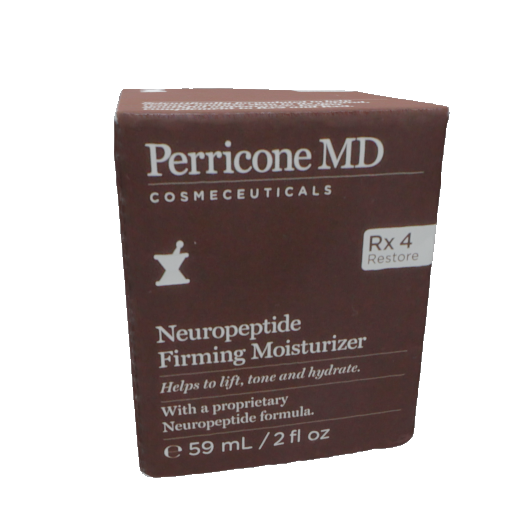 Perricone MD
COSMECEUTICALS
Rx 4
Restore
Neuropeptide
Firming Moisturizer
Helps to lift, tone and hydrate.
With a proprietary
Neuropeptide formula.
℮ 59 mL / 2 fl oz